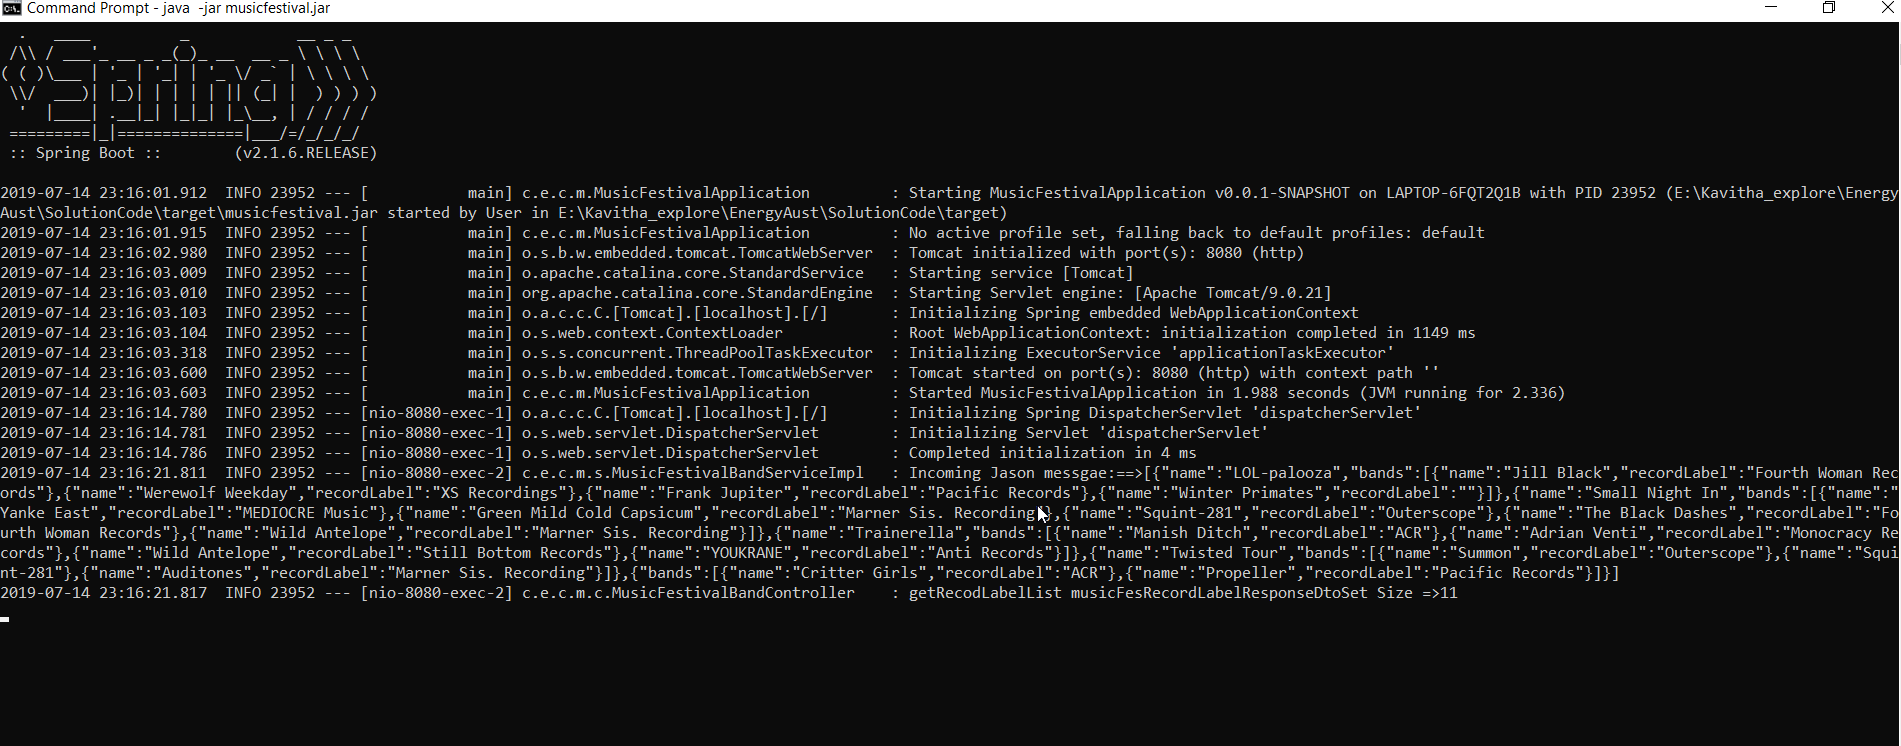 Command Prompt - java  -jar musicfestival.jar
  .   ____          _            __ _ _
 /\\ / ___'_ __ _ _(_)_ __  __ _ \ \ \ \
( ( )\___ | '_ | '_| | '_ \/ _` | \ \ \ \
 \\/  ___)| |_)| | | | | || (_| |  ) ) ) )
  '  |____| .__|_| |_|_| |_\__, | / / / /
 =========|_|==============|___/=/_/_/_/
 :: Spring Boot ::        (v2.1.6.RELEASE)
2019-07-14 23:16:01.912  INFO 23952 --- [           main] c.e.c.m.MusicFestivalApplication         : Starting MusicFestivalApplication v0.0.1-SNAPSHOT on LAPTOP-6FQT2Q1B with PID 23952 (E:\Kavitha_explore\Energy
Aust\SolutionCode\target\musicfestival.jar started by User in E:\Kavitha_explore\EnergyAust\SolutionCode\target)
2019-07-14 23:16:01.915  INFO 23952 --- [           main] c.e.c.m.MusicFestivalApplication         : No active profile set, falling back to default profiles: default
2019-07-14 23:16:02.980  INFO 23952 --- [           main] o.s.b.w.embedded.tomcat.TomcatWebServer  : Tomcat initialized with port(s): 8080 (http)
2019-07-14 23:16:03.009  INFO 23952 --- [           main] o.apache.catalina.core.StandardService   : Starting service [Tomcat]
2019-07-14 23:16:03.010  INFO 23952 --- [           main] org.apache.catalina.core.StandardEngine  : Starting Servlet engine: [Apache Tomcat/9.0.21]
2019-07-14 23:16:03.103  INFO 23952 --- [           main] o.a.c.c.C.[Tomcat].[localhost].[/]       : Initializing Spring embedded WebApplicationContext
2019-07-14 23:16:03.104  INFO 23952 --- [           main] o.s.web.context.ContextLoader            : Root WebApplicationContext: initialization completed in 1149 ms
2019-07-14 23:16:03.318  INFO 23952 --- [           main] o.s.s.concurrent.ThreadPoolTaskExecutor  : Initializing ExecutorService 'applicationTaskExecutor'
2019-07-14 23:16:03.600  INFO 23952 --- [           main] o.s.b.w.embedded.tomcat.TomcatWebServer  : Tomcat started on port(s): 8080 (http) with context path ''
2019-07-14 23:16:03.603  INFO 23952 --- [           main] c.e.c.m.MusicFestivalApplication         : Started MusicFestivalApplication in 1.988 seconds (JVM running for 2.336)
2019-07-14 23:16:14.780  INFO 23952 --- [nio-8080-exec-1] o.a.c.c.C.[Tomcat].[localhost].[/]       : Initializing Spring DispatcherServlet 'dispatcherServlet'
2019-07-14 23:16:14.781  INFO 23952 --- [nio-8080-exec-1] o.s.web.servlet.DispatcherServlet        : Initializing Servlet 'dispatcherServlet'
2019-07-14 23:16:14.786  INFO 23952 --- [nio-8080-exec-1] o.s.web.servlet.DispatcherServlet        : Completed initialization in 4 ms
2019-07-14 23:16:21.811  INFO 23952 --- [nio-8080-exec-2] c.e.c.m.s.MusicFestivalBandServiceImpl   : Incoming Jason messgae:==>[{"name":"LOL-palooza","bands":[{"name":"Jill Black","recordLabel":"Fourth Woman Rec
ords"},{"name":"Werewolf Weekday","recordLabel":"XS Recordings"},{"name":"Frank Jupiter","recordLabel":"Pacific Records"},{"name":"Winter Primates","recordLabel":""}]},{"name":"Small Night In","bands":[{"name":"
Yanke East","recordLabel":"MEDIOCRE Music"},{"name":"Green Mild Cold Capsicum","recordLabel":"Marner Sis. Recording"},{"name":"Squint-281","recordLabel":"Outerscope"},{"name":"The Black Dashes","recordLabel":"Fo
urth Woman Records"},{"name":"Wild Antelope","recordLabel":"Marner Sis. Recording"}]},{"name":"Trainerella","bands":[{"name":"Manish Ditch","recordLabel":"ACR"},{"name":"Adrian Venti","recordLabel":"Monocracy Re
cords"},{"name":"Wild Antelope","recordLabel":"Still Bottom Records"},{"name":"YOUKRANE","recordLabel":"Anti Records"}]},{"name":"Twisted Tour","bands":[{"name":"Summon","recordLabel":"Outerscope"},{"name":"Squi
nt-281"},{"name":"Auditones","recordLabel":"Marner Sis. Recording"}]},{"bands":[{"name":"Critter Girls","recordLabel":"ACR"},{"name":"Propeller","recordLabel":"Pacific Records"}]}]
2019-07-14 23:16:21.817  INFO 23952 --- [nio-8080-exec-2] c.e.c.m.c.MusicFestivalBandController    : getRecodLabelList musicFesRecordLabelResponseDtoSet Size =>11